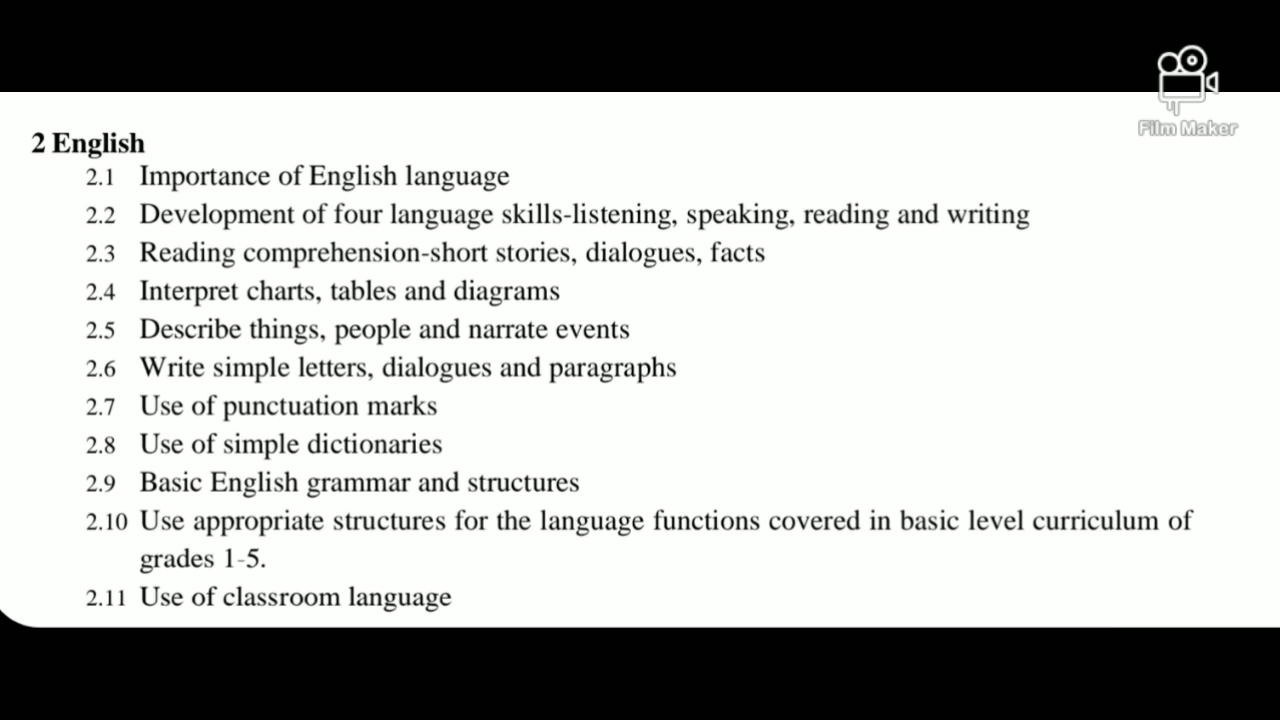 Film Maker
2 English
2.1 Importance of English language
2.2 Development of four language skills-listening, speaking, reading and writing
2.3 Reading comprehension-short stories, dialogues, facts
2.4 Interpret charts, tables and diagrams
2.5 Describe things, people and narrate events
2.6 Write simple letters, dialogues and paragraphs
2.7 Use of punctuation marks
2.8 Use of simple dictionaries
2.9 Basic English grammar and structures
2.10 Use appropriate structures for the language functions covered in basic level curriculum of
grades 1-5.
2.11 Use of classroom language